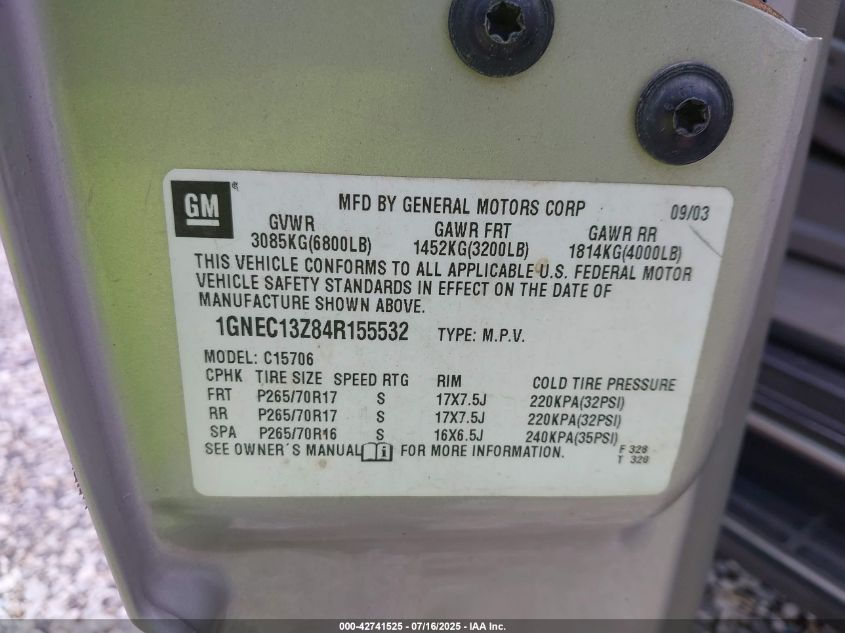 GM ®
MFD BY GENERAL MOTORS CORP 09/03
GVWR GAWR FRT GAWR RR
3085KG(6800LB) 1452KG(3200LB) 1814KG(4000LB)
THIS VEHICLE CONFORMS TO ALL APPLICABLE U.S. FEDERAL MOTOR
VEHICLE SAFETY STANDARDS IN EFFECT ON THE DATE OF
MANUFACTURE SHOWN ABOVE.
1GNEC13Z84R155532 TYPE: M.P.V.
MODEL: C15706
CPHK TIRE SIZE SPEED RTG RIM COLD TIRE PRESSURE
FRT P265/70R17 S 17X7.5J 220KPA(32PSI)
RR P265/70R17 S 17X7.5J 220KPA(32PSI)
SPA P265/70R16 S 16X6.5J 240KPA(35PSI)
SEE OWNER'S MANUAL i FOR MORE INFORMATION.
F 328
T 328
000-42741525 - 07/16/2025 - IAA Inc.